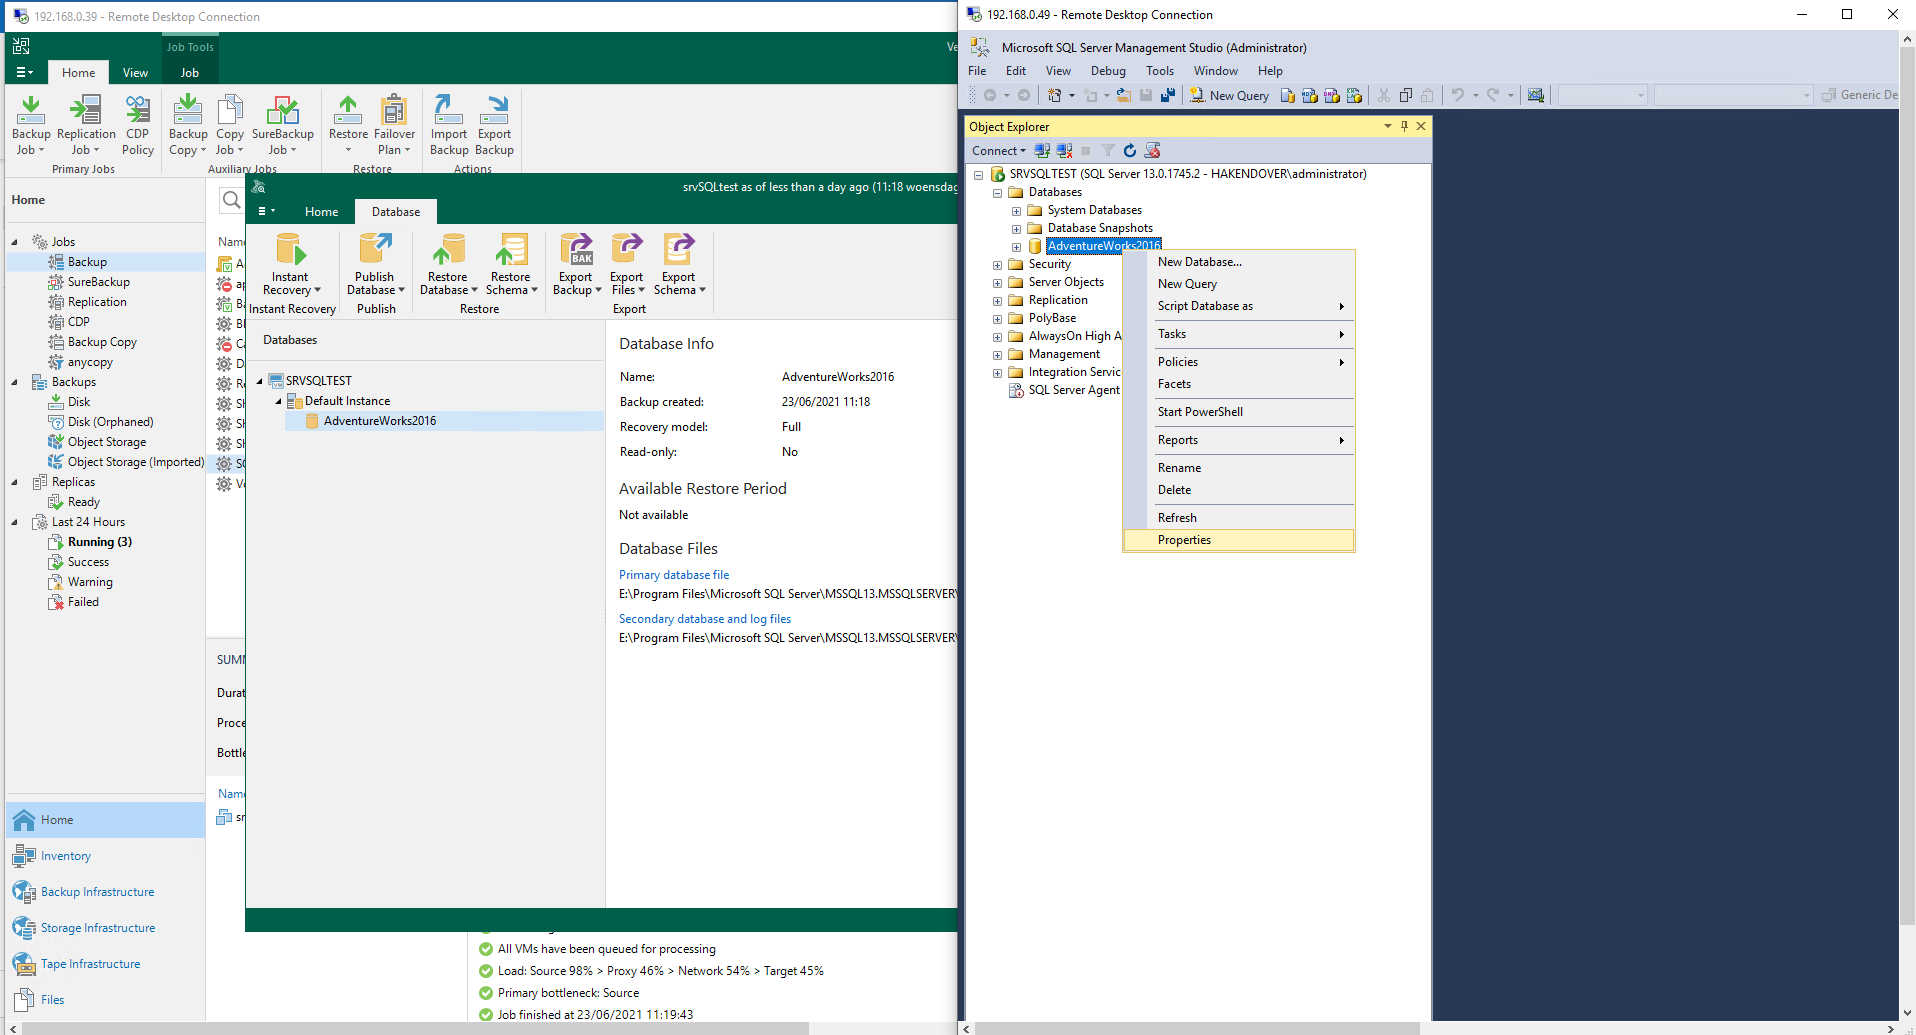 192.168.0.39 - Remote Desktop Connection
Job Tools
Home
View
Job
Backup Job
Replication Job
CDP Policy
Backup Copy
Copy Job
SureBackup Job
Restore
Failover Plan
Import Backup
Export Backup
Primary Jobs
Auxiliary Jobs
Restore
Actions
Home
Jobs
Backup
SureBackup
Replication
CDP
Backup Copy
anycopy
Backups
Disk
Disk (Orphaned)
Object Storage
Object Storage (Imported)
Replicas
Ready
Last 24 Hours
Running (3)
Success
Warning
Failed
Home
Inventory
Backup Infrastructure
Storage Infrastructure
Tape Infrastructure
Files
srvSQLtest as of less than a day ago (11:18 woensdag
Home
Database
Instant Recovery
Publish Database
Restore Database
Restore Schema
BAK
Export Backup
Export Files
Export Schema
Instant Recovery
Publish
Restore
Export
Databases
SRVSQLTEST
Default Instance
AdventureWorks2016
Database Info
Name: AdventureWorks2016
Backup created: 23/06/2021 11:18
Recovery model: Full
Read-only: No
Available Restore Period
Not available
Database Files
Primary database file
E:\Program Files\Microsoft SQL Server\MSSQL13.MSSQLSERVER\
Secondary database and log files
E:\Program Files\Microsoft SQL Server\MSSQL13.MSSQLSERVER\
All VMs have been queued for processing
Load: Source 98% > Proxy 46% > Network 54% > Target 45%
Primary bottleneck: Source
Job finished at 23/06/2021 11:19:43
192.168.0.49 - Remote Desktop Connection
Microsoft SQL Server Management Studio (Administrator)
File Edit View Debug Tools Window Help
New Query
Generic De
Object Explorer
Connect
SRVSQLTEST (SQL Server 13.0.1745.2 - HAKENDOVER\administrator)
Databases
System Databases
Database Snapshots
AdventureWorks2016
Security
Server Objects
Replication
PolyBase
AlwaysOn High A
Management
Integration Servic
SQL Server Agent
New Database...
New Query
Script Database as
Tasks
Policies
Facets
Start PowerShell
Reports
Rename
Delete
Refresh
Properties